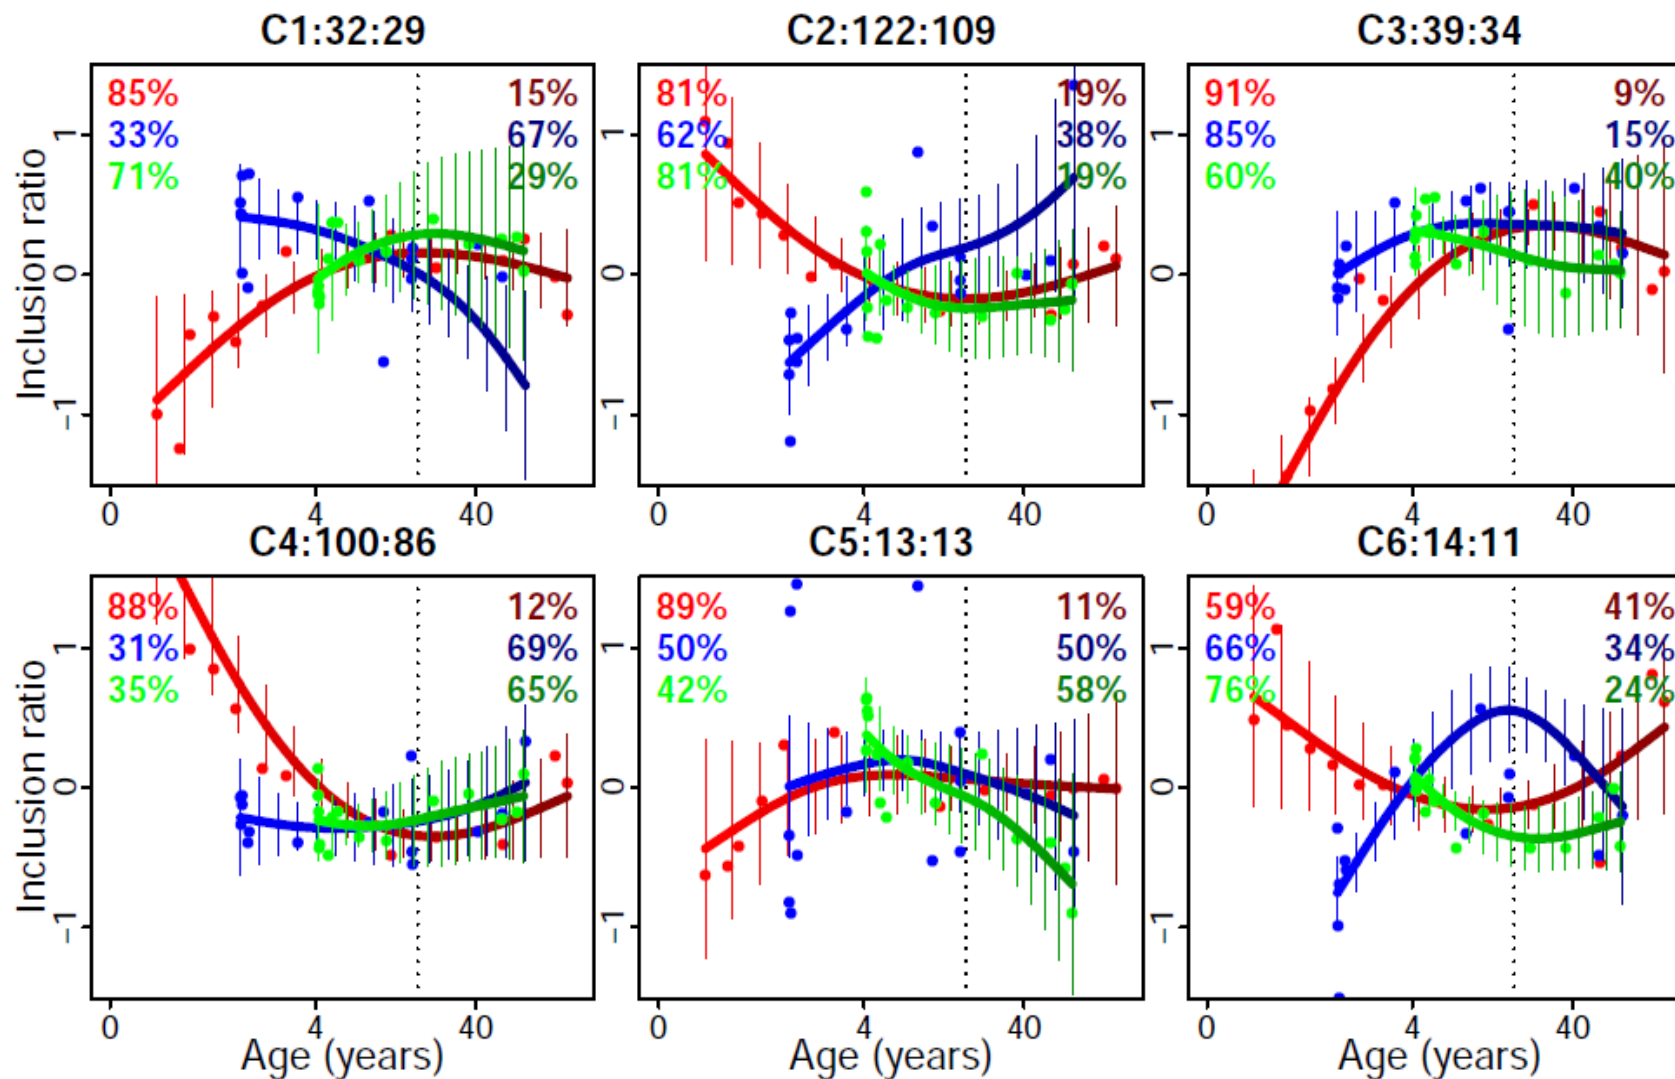 C1:32:29
C2:122:109
C3:39:34
85% 15%
33% 67%
71% 29%
81% 19%
62% 38%
81% 19%
91% 9%
85% 15%
60% 40%
Inclusion ratio
1
0
−1
0 4 40
0 4 40
0 4 40
C4:100:86
C5:13:13
C6:14:11
88% 12%
31% 69%
35% 65%
89% 11%
50% 50%
42% 58%
59% 41%
66% 34%
76% 24%
Inclusion ratio
1
0
−1
1
0
−1
1
0
−1
1
0
−1
1
0
−1
0 4 40
0 4 40
0 4 40
Age (years)
Age (years)
Age (years)